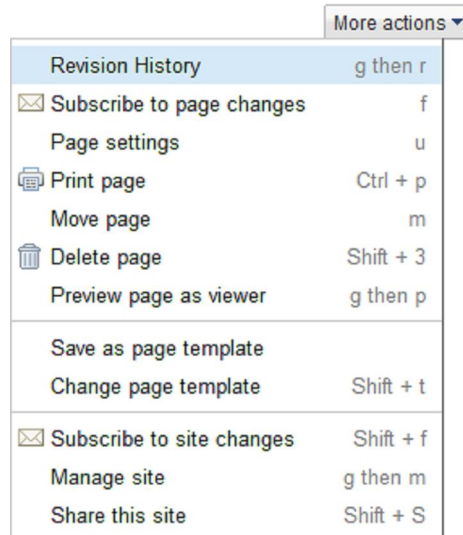 More actions
Revision History g then r
Subscribe to page changes f
Page settings u
Print page Ctrl + p
Move page m
Delete page Shift + 3
Preview page as viewer g then p
Save as page template
Change page template Shift + t
Subscribe to site changes Shift + f
Manage site g then m
Share this site Shift + S